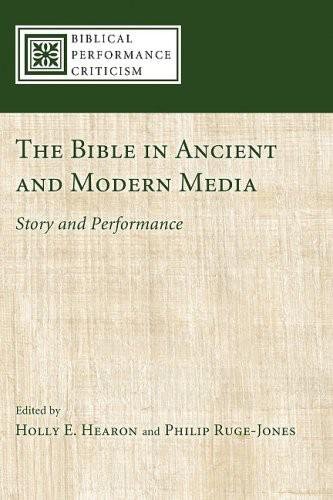 BIBLICAL
PERFORMANCE
CRITICISM
THE BIBLE IN ANCIENT
AND MODERN MEDIA
Story and Performance
Edited by
HOLLY E. HEARON and PHILIP RUGE-JONES